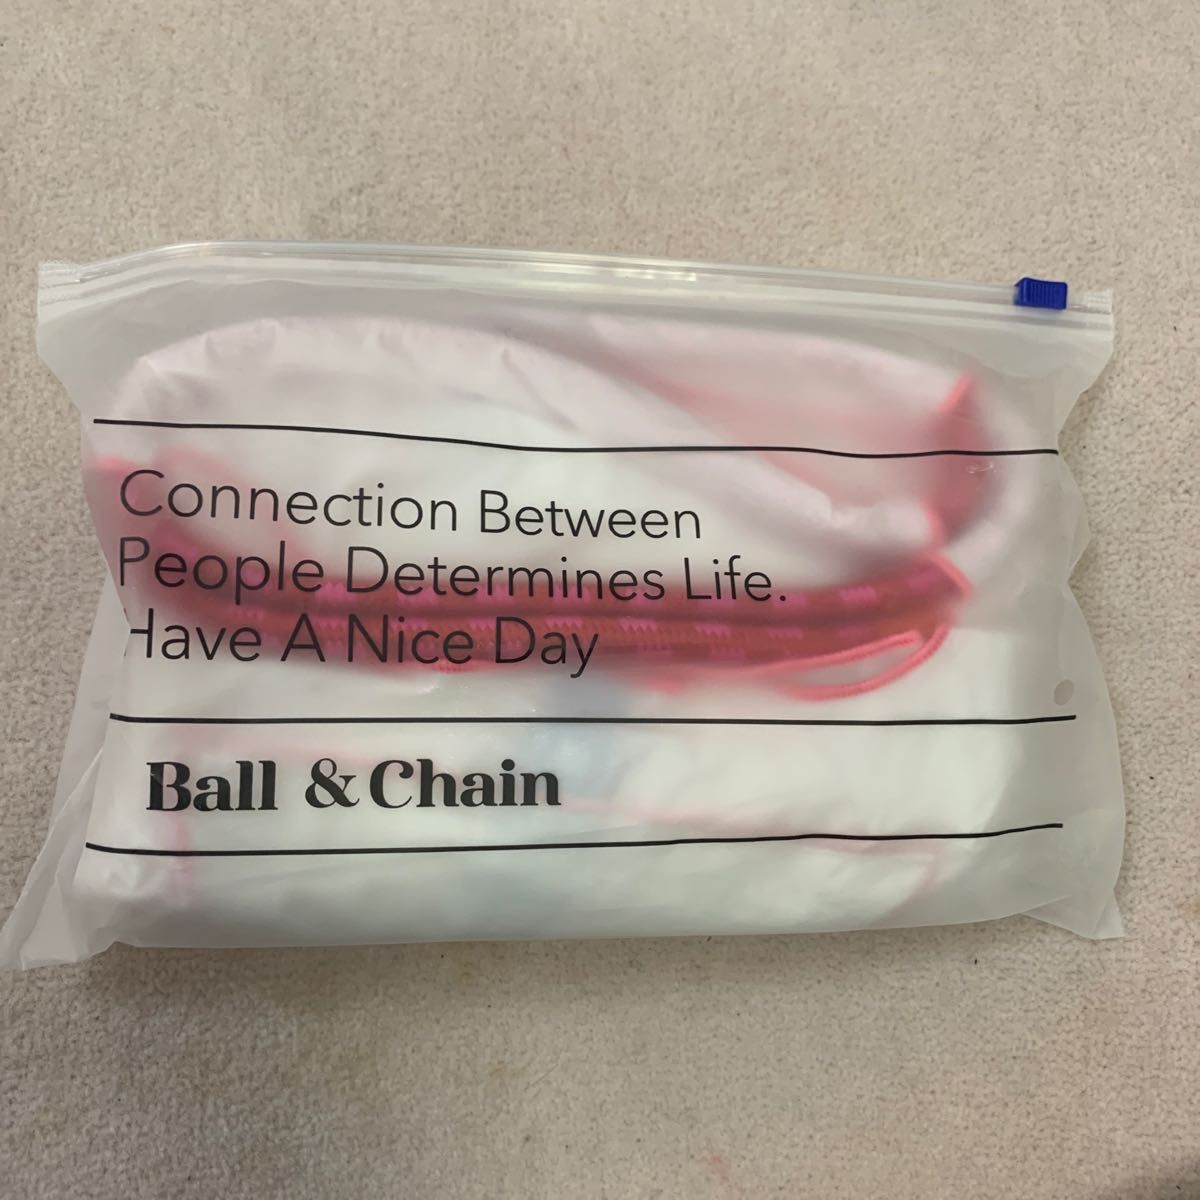 Connection Between
People Determines Life.
Have A Nice Day
Ball & Chain